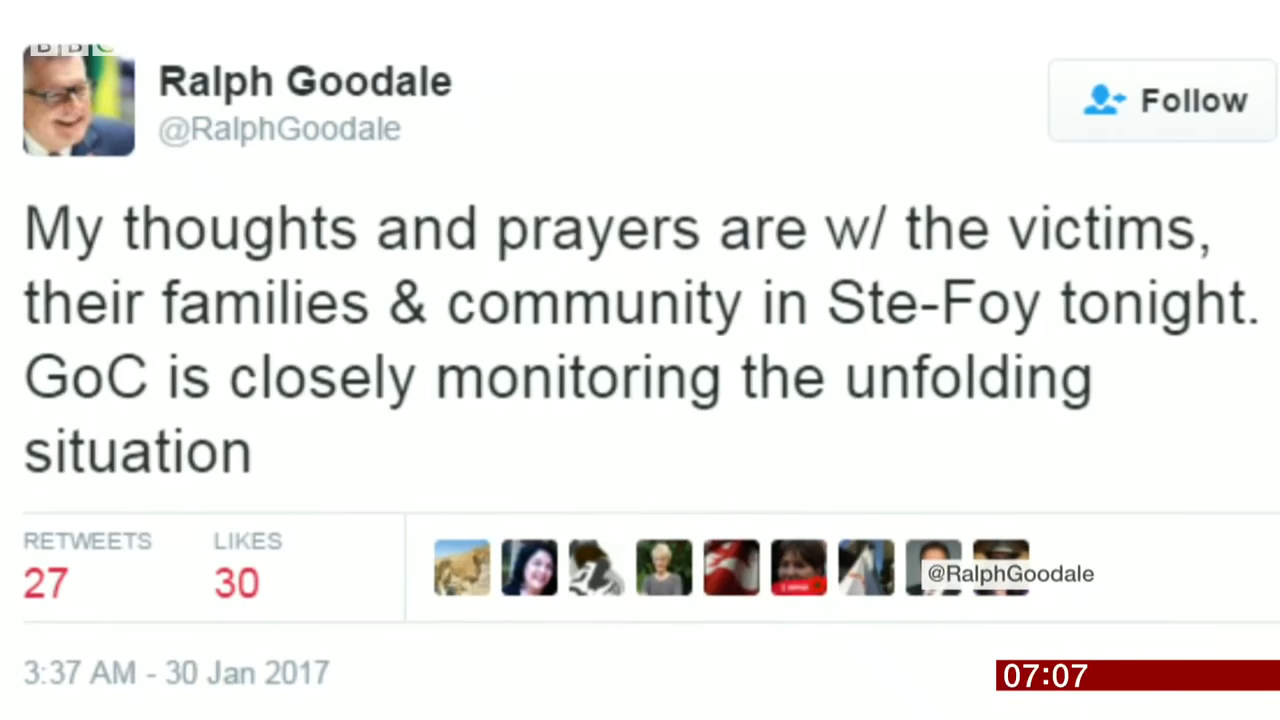 BBC
Ralph Goodale
@RalphGoodale
Follow
My thoughts and prayers are w/ the victims,
their families & community in Ste-Foy tonight.
GoC is closely monitoring the unfolding
situation
RETWEETS
LIKES
27
30
@RalphGoodale
3:37 AM - 30 Jan 2017
07:07